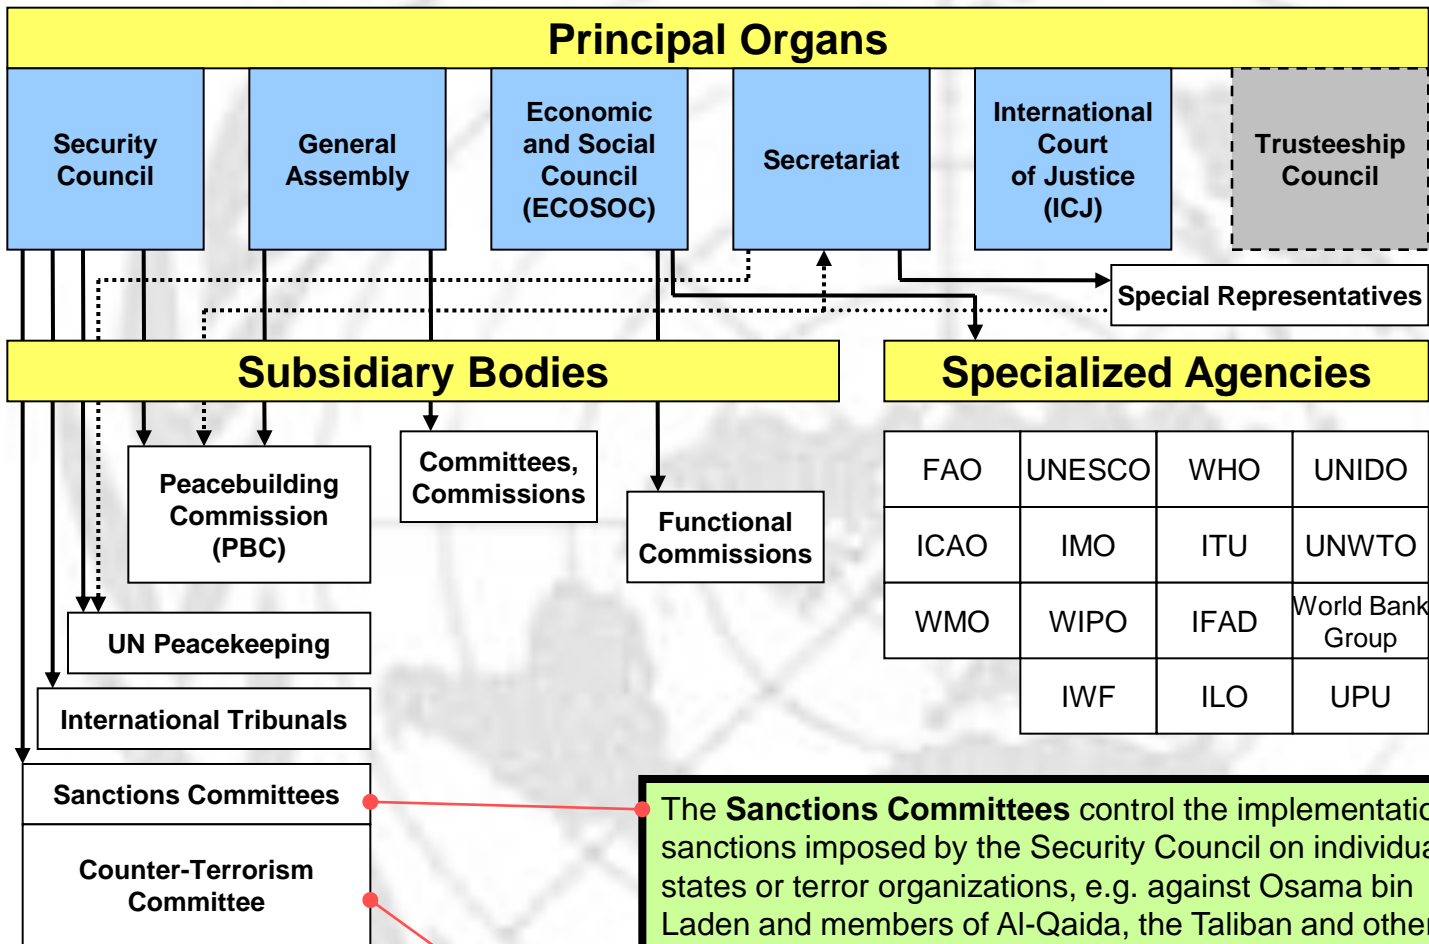 Principal Organs
Security
Council
General
Assembly
Economic
and Social
Council
(ECOSOC)
Secretariat
International
Court
of Justice
(ICJ)
Trusteeship
Council
Special Representatives
Subsidiary Bodies
Specialized Agencies
Peacebuilding
Commission
(PBC)
Committees,
Commissions
Functional
Commissions
UN Peacekeeping
International Tribunals
Sanctions Committees
Counter-Terrorism
Committee
FAO UNESCO WHO UNIDO
ICAO IMO ITU UNWTO
WMO WIPO IFAD World Bank
Group
IWF ILO UPU
The Sanctions Committees control the implementatio
sanctions imposed by the Security Council on individua
states or terror organizations, e.g. against Osama bin
Laden and members of Al-Qaida, the Taliban and other